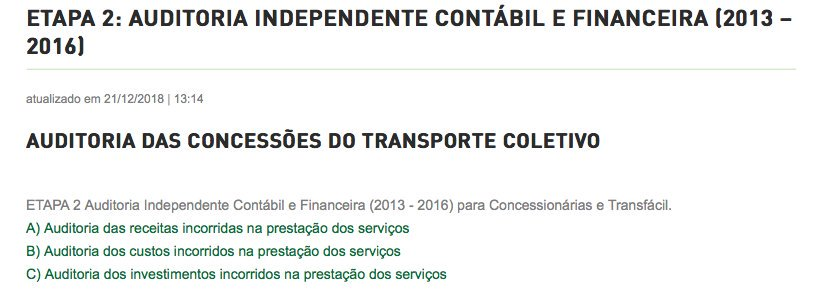 ETAPA 2: AUDITORIA INDEPENDENTE CONTÁBIL E FINANCEIRA (2013 –
2016)
atualizado em 21/12/2018 | 13:14
AUDITORIA DAS CONCESSÕES DO TRANSPORTE COLETIVO
ETAPA 2 Auditoria Independente Contábil e Financeira (2013 - 2016) para Concessionárias e Transfácil.
A) Auditoria das receitas incorridas na prestação dos serviços
B) Auditoria dos custos incorridos na prestação dos serviços
C) Auditoria dos investimentos incorridos na prestação dos serviços